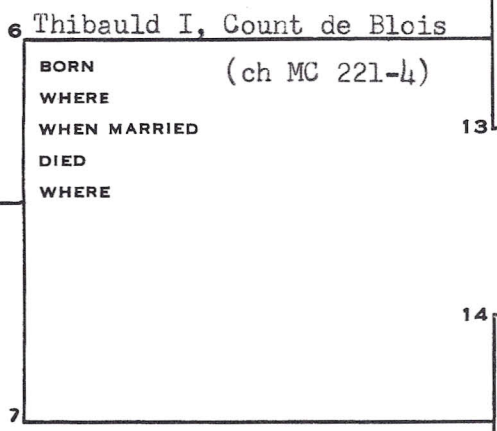 6 Thibauld I, Count de Blois
BORN (ch MC 221-4)
WHERE
WHEN MARRIED 13
DIED
WHERE
14
7